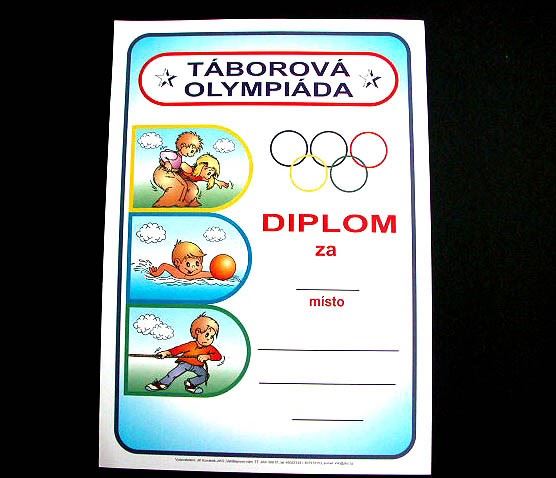 TÁBOROVÁ
OLYMPIÁDA
DIPLOM
za
místo